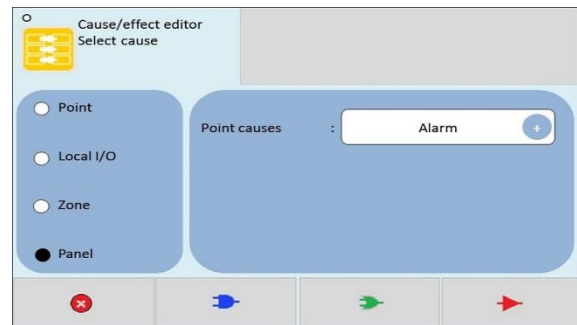 Cause/effect editor
Select cause
Point
Local I/O
Zone
Panel
Point causes : Alarm +